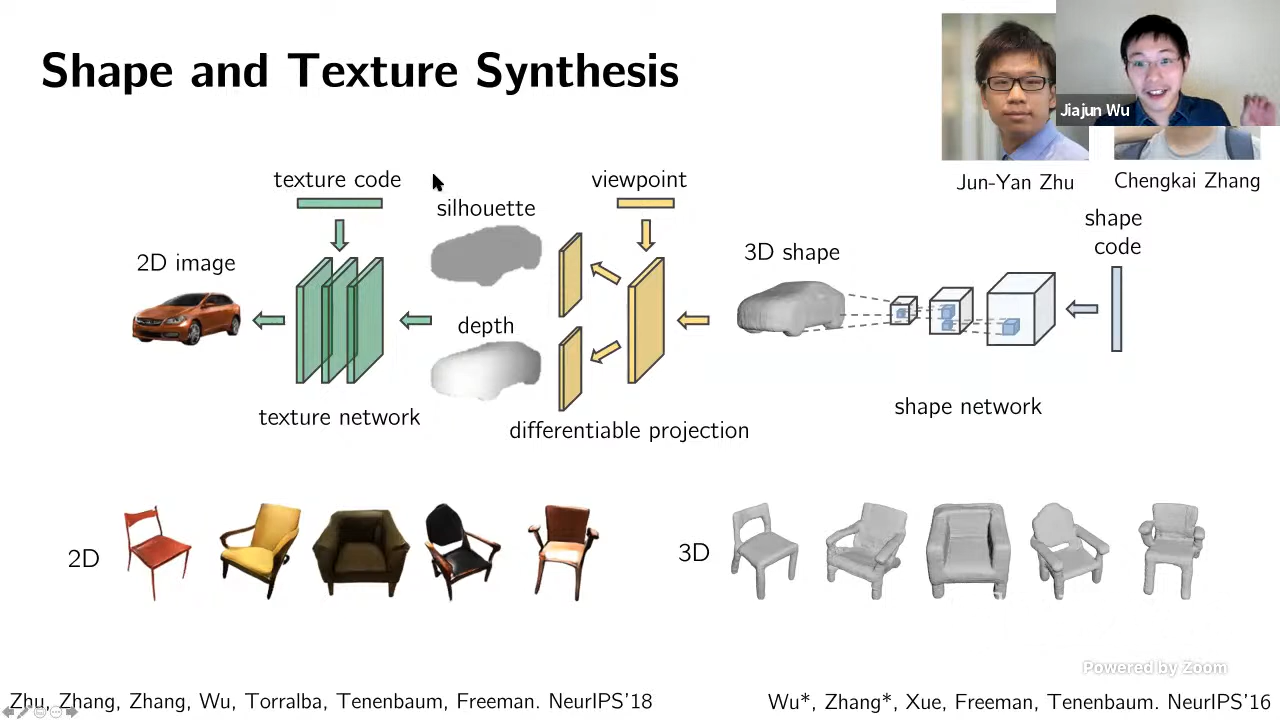 Shape and Texture Synthesis
Jiajun Wu
Jun-Yan Zhu
Chengkai Zhang
texture code
viewpoint
silhouette
shape
code
3D shape
2D image
depth
texture network
differentiable projection
shape network
2D
3D
Powered by Zoom
Zhu, Zhang, Zhang, Wu, Torralba, Tenenbaum, Freeman. NeurIPS'18
Wu*, Zhang*, Xue, Freeman, Tenenbaum. NeurIPS'16